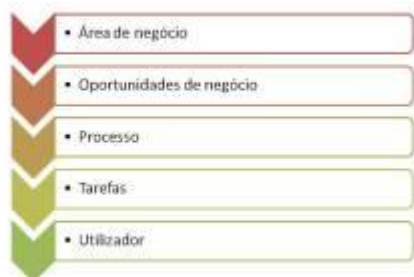 ▪ Área de negócio
▪ Oportunidades de negócio
▪ Processo
▪ Tarefas
▪ Utilizador